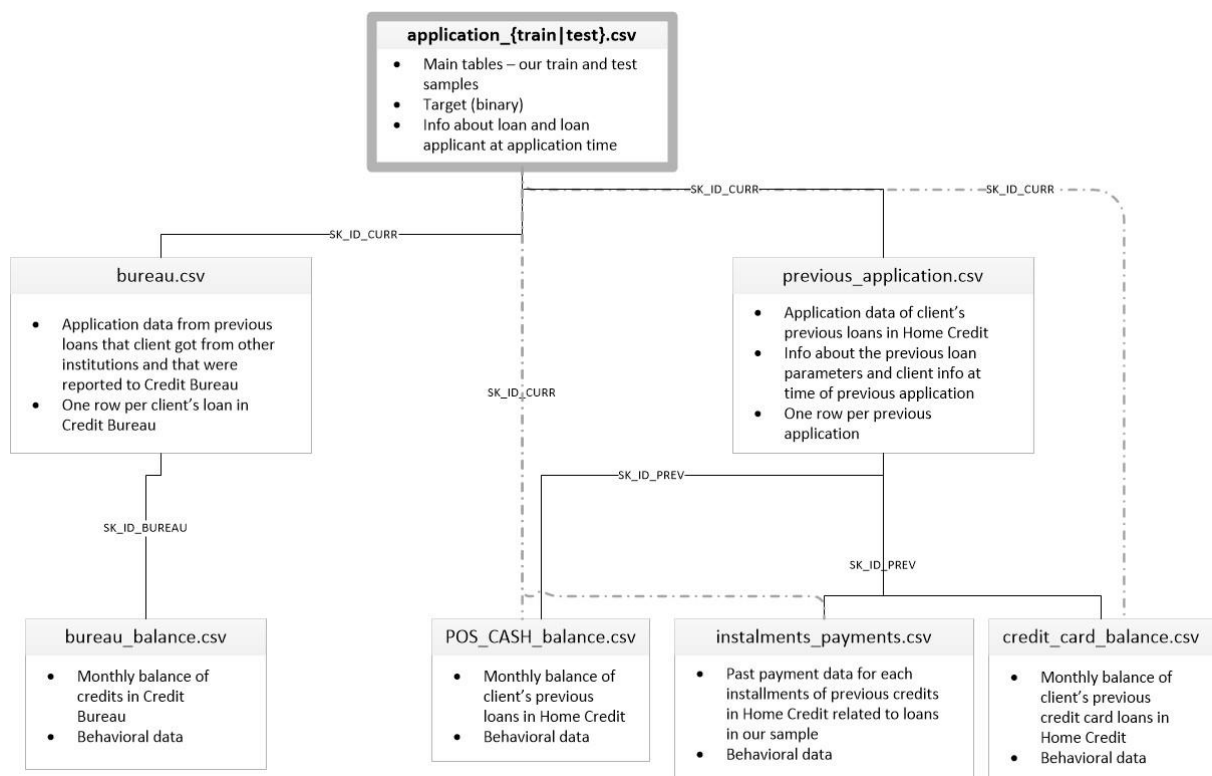 application_{train|test}.csv
• Main tables – our train and test
samples
• Target (binary)
• Info about loan and loan
applicant at application time
SK_ID_CURR
SK_ID_CURR
SK_ID_CURR
bureau.csv
• Application data from previous
loans that client got from other
institutions and that were
reported to Credit Bureau
• One row per client's loan in
Credit Bureau
previous_application.csv
• Application data of client's
previous loans in Home Credit
• Info about the previous loan
parameters and client info at
time of previous application
• One row per previous
application
SK_ID_CURR
SK_ID_PREV
SK_ID_BUREAU
SK_ID_PREV
bureau_balance.csv
• Monthly balance of
credits in Credit
Bureau
• Behavioral data
POS_CASH_balance.csv
• Monthly balance of
client's previous
loans in Home Credit
• Behavioral data
instalments_payments.csv
• Past payment data for each
installments of previous credits
in Home Credit related to loans
in our sample
• Behavioral data
credit_card_balance.csv
• Monthly balance of
client's previous
credit card loans in
Home Credit
• Behavioral data